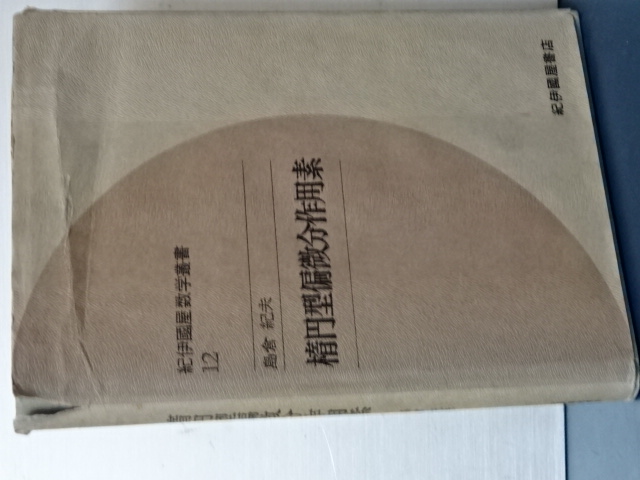 紀伊國屋数学叢書
12
島倉 紀夫
楕円型偏微分作用素
紀伊國屋書店